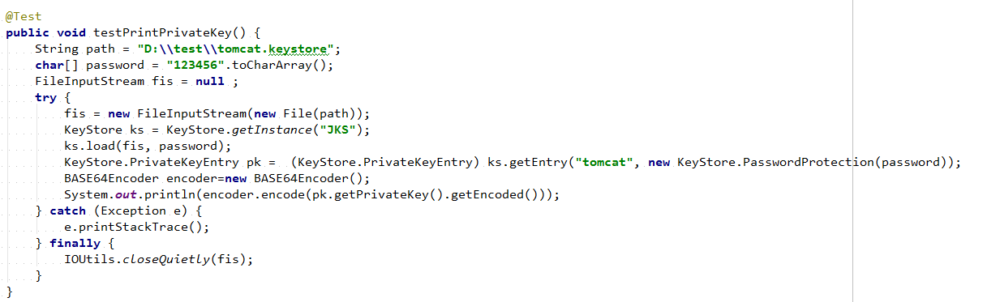 @Test
public void testPrintPrivateKey() {
    String path = "D:\\test\\tomcat.keystore";
    char[] password = "123456".toCharArray();
    FileInputStream fis = null ;
    try {
        fis = new FileInputStream(new File(path));
        KeyStore ks = KeyStore.getInstance("JKS");
        ks.load(fis, password);
        KeyStore.PrivateKeyEntry pk =  (KeyStore.PrivateKeyEntry) ks.getEntry("tomcat", new KeyStore.PasswordProtection(password));
        BASE64Encoder encoder=new BASE64Encoder();
        System.out.println(encoder.encode(pk.getPrivateKey().getEncoded()));
    } catch (Exception e) {
        e.printStackTrace();
    } finally {
        IOUtils.closeQuietly(fis);
    }
}